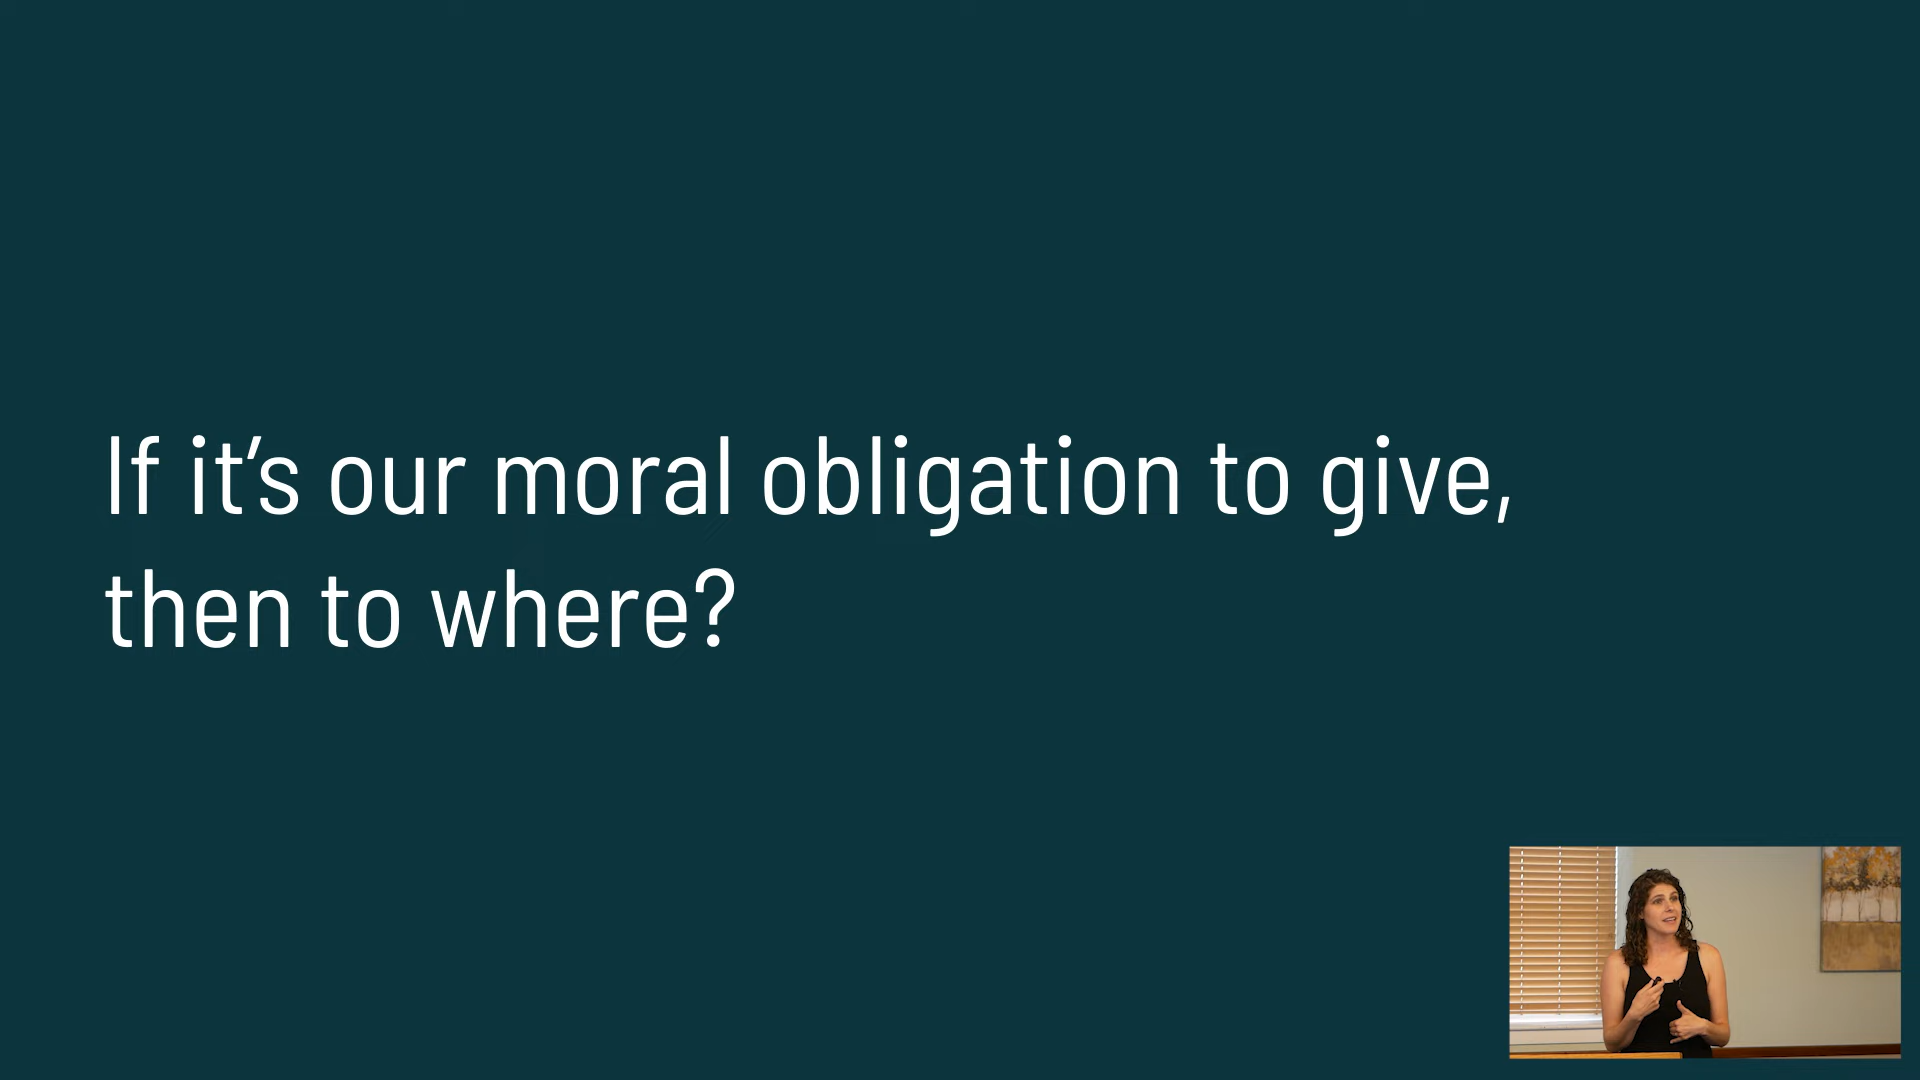 If it’s our moral obligation to give,
then to where?